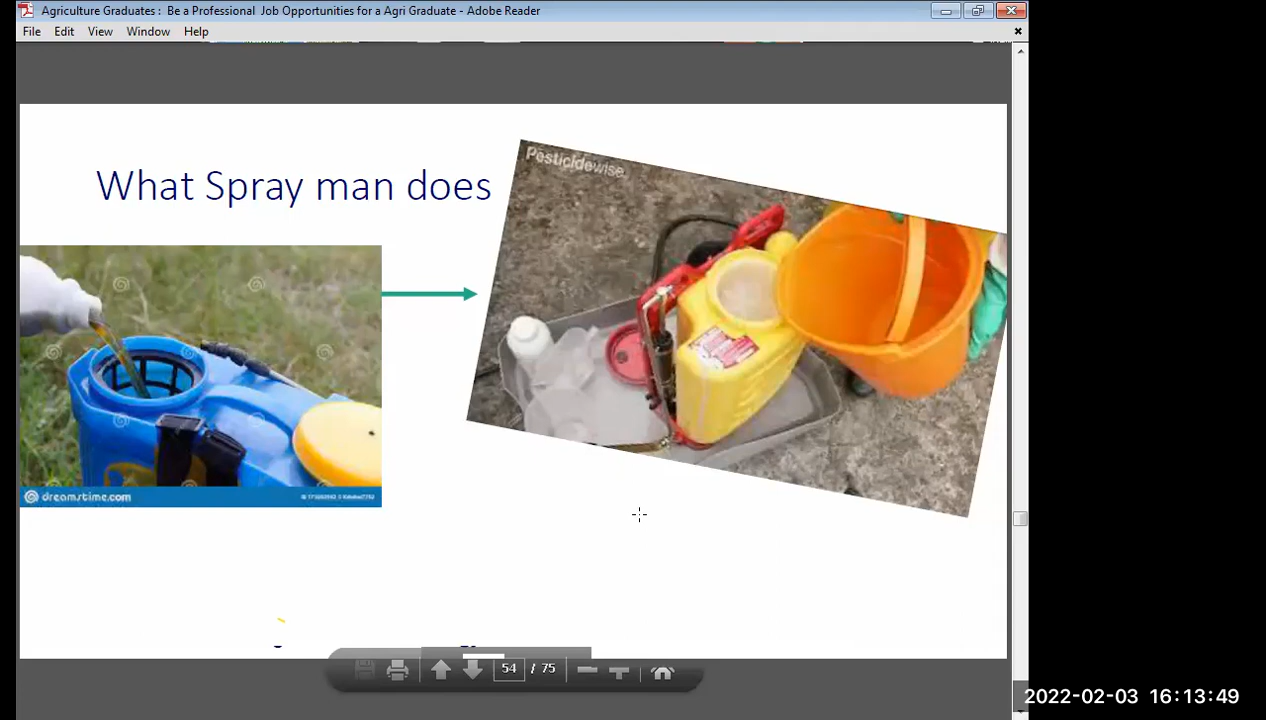 Agriculture Graduates : Be a Professional Job Opportunities for a Agri Graduate - Adobe Reader
File Edit View Window Help
What Spray man does
Pesticidewise.
dreamstime.com
54 / 75
2022-02-03 16:13:49